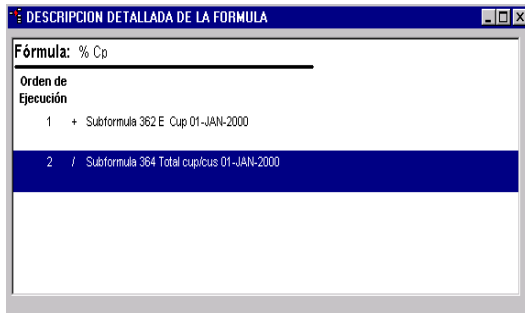 DESCRIPCION DETALLADA DE LA FORMULA
Fórmula: % Cp
Orden de
Ejecución
1 + Subformula 362 E Cup 01-JAN-2000
2 / Subformula 364 Total cup/cus 01-JAN-2000